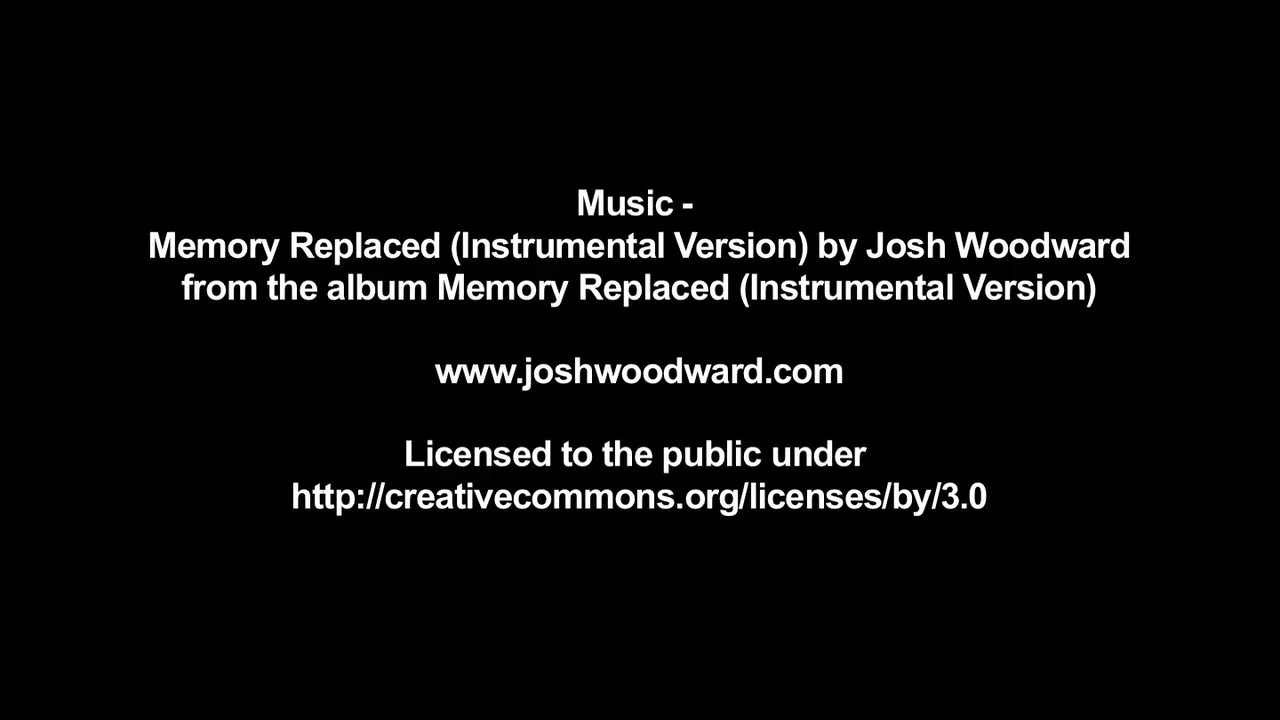 Music -
Memory Replaced (Instrumental Version) by Josh Woodward
from the album Memory Replaced (Instrumental Version)
www.joshwoodward.com
Licensed to the public under
http://creativecommons.org/licenses/by/3.0